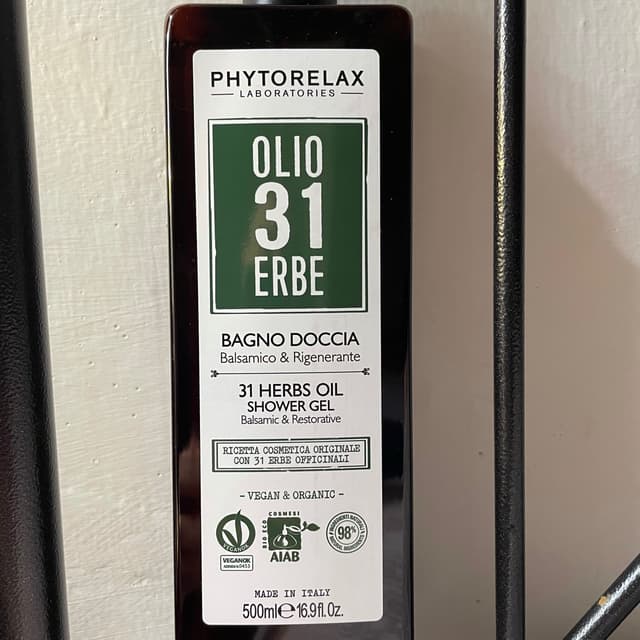 PHYTORELAX
LABORATORIES
OLIO
31
ERBE
BAGNO DOCCIA
Balsamico & Rigenerante
31 HERBS OIL
SHOWER GEL
Balsamic & Restorative
RICETTA COSMETICA ORIGINALE
CON 31 ERBE OFFICINALI
- VEGAN & ORGANIC -
VEGANOK
COSMESI
BIO ECO
AIAB
98%
VEGANOK
MADE IN ITALY
500ml℮16.9fl.Oz.